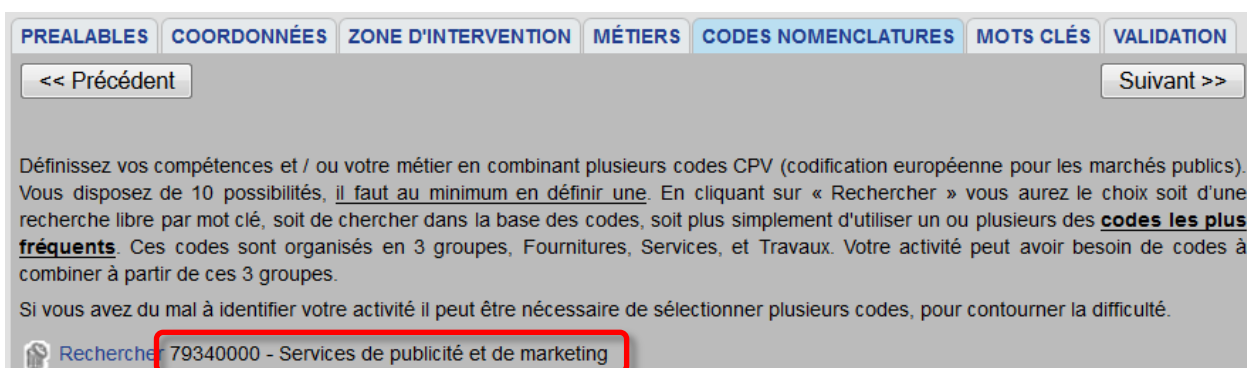 PREALABLES COORDONNÉES ZONE D'INTERVENTION MÉTIERS CODES NOMENCLATURES MOTS CLÉS VALIDATION
<< Précédent Suivant >>
Définissez vos compétences et / ou votre métier en combinant plusieurs codes CPV (codification européenne pour les marchés publics).
Vous disposez de 10 possibilités, il faut au minimum en définir une. En cliquant sur « Rechercher » vous aurez le choix soit d'une
recherche libre par mot clé, soit de chercher dans la base des codes, soit plus simplement d'utiliser un ou plusieurs des codes les plus
fréquents. Ces codes sont organisés en 3 groupes, Fournitures, Services, et Travaux. Votre activité peut avoir besoin de codes à
combiner à partir de ces 3 groupes.
Si vous avez du mal à identifier votre activité il peut être nécessaire de sélectionner plusieurs codes, pour contourner la difficulté.
Rechercher 79340000 - Services de publicité et de marketing